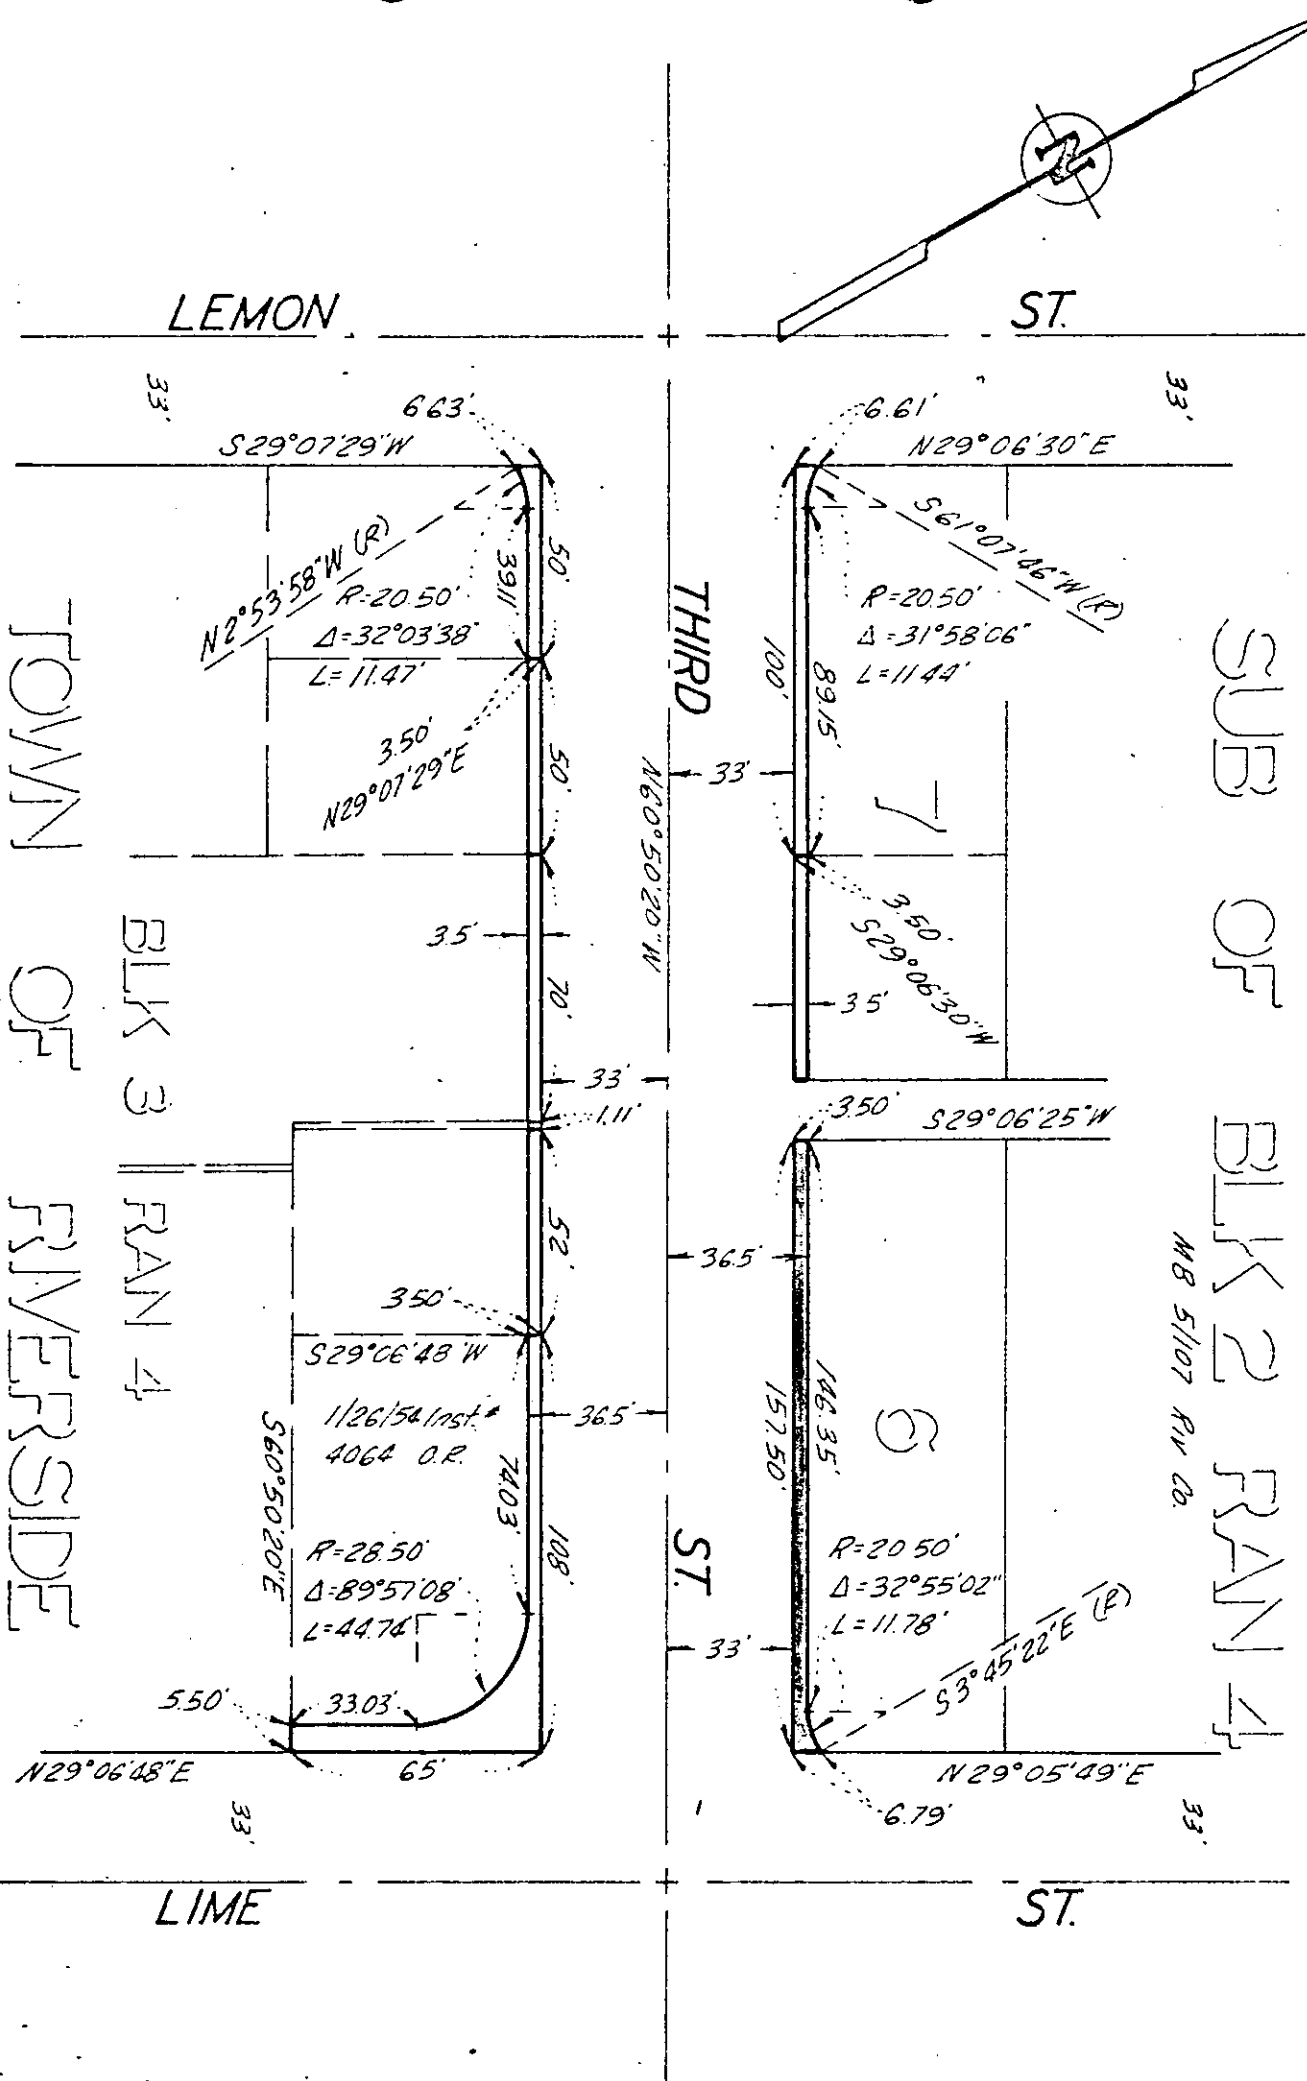 N
LEMON ST.
33'
33'
6.63'
6.61'
S29°07'29"W
N29°06'30"E
N2°53'58"W (R)
S61°07'46"W (R)
R=20.50'
Δ=32°03'38"
L=11.47'
39.11
50'
R=20.50'
Δ=31°58'06"
L=11.44'
100'
89.15'
THIRD
3.50'
N29°07'29"E
50'
N60°50'20"W
33'
7
3.50'
S29°06'30"W
3.5'
70'
3.5'
33'
1.11'
3.50'
S29°06'25"W
TOWN OF RIVERSIDE
BLK 3 RAN 4
SUB OF BLK 2 RAN 4
MB 5/107 RIV CO.
52'
36.5'
3.50'
S29°06'48"W
1/26/54 Inst.#
4064 O.R.
36.5'
74.03'
108'
S60°50'20"E
146.35'
157.50'
6
R=28.50'
Δ=89°57'08"
L=44.74'
ST.
R=20.50'
Δ=32°55'02"
L=11.78'
S3°45'22"E (R)
33'
5.50'
33.03'
N29°06'48"E
65'
N29°05'49"E
6.79'
33'
33'
LIME ST.